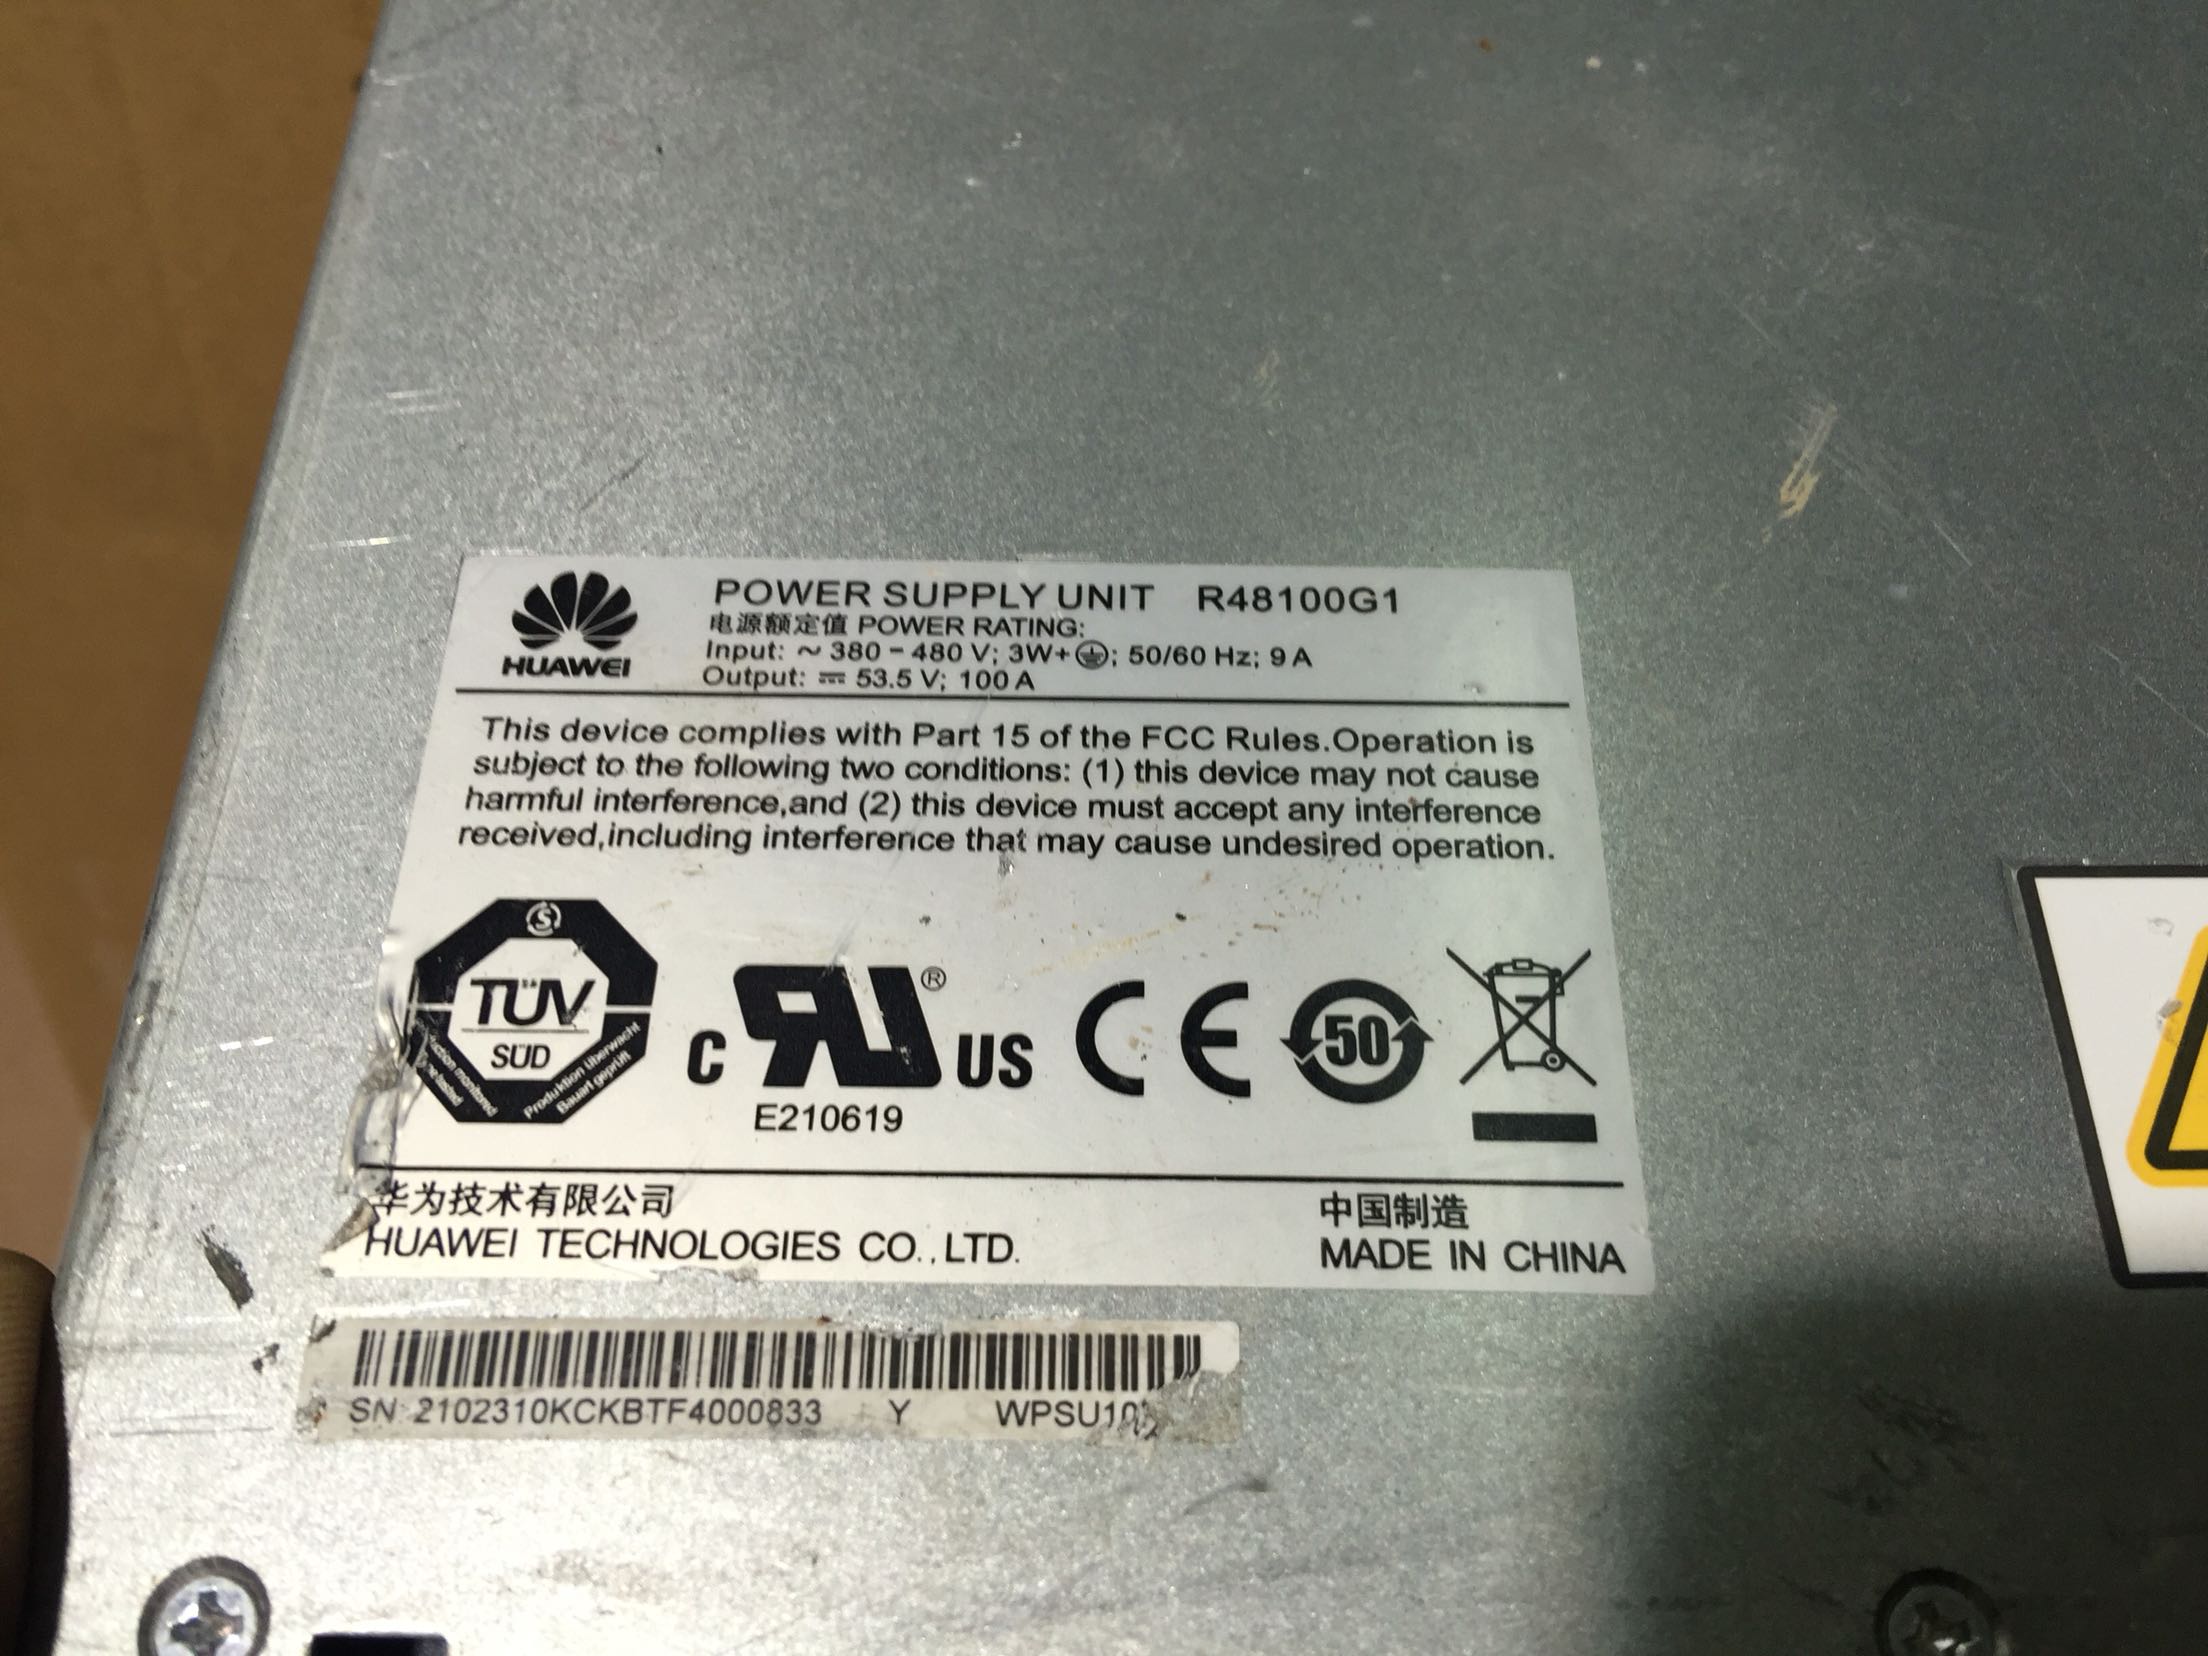 HUAWEI
POWER SUPPLY UNIT R48100G1
电源额定值 POWER RATING:
Input: ~ 380 - 480 V; 3W+⏚; 50/60 Hz; 9 A
Output: ⎓ 53.5 V; 100 A
This device complies with Part 15 of the FCC Rules.Operation is
subject to the following two conditions: (1) this device may not cause
harmful interference,and (2) this device must accept any interference
received,including interference that may cause undesired operation.
S
TÜV
SÜD
monitored
Produktion überwacht
Bauart geprüft
C RU ® US
E210619
CE
50
华为技术有限公司
HUAWEI TECHNOLOGIES CO.,LTD.
中国制造
MADE IN CHINA
SN 2102310KCKBTF4000833 Y